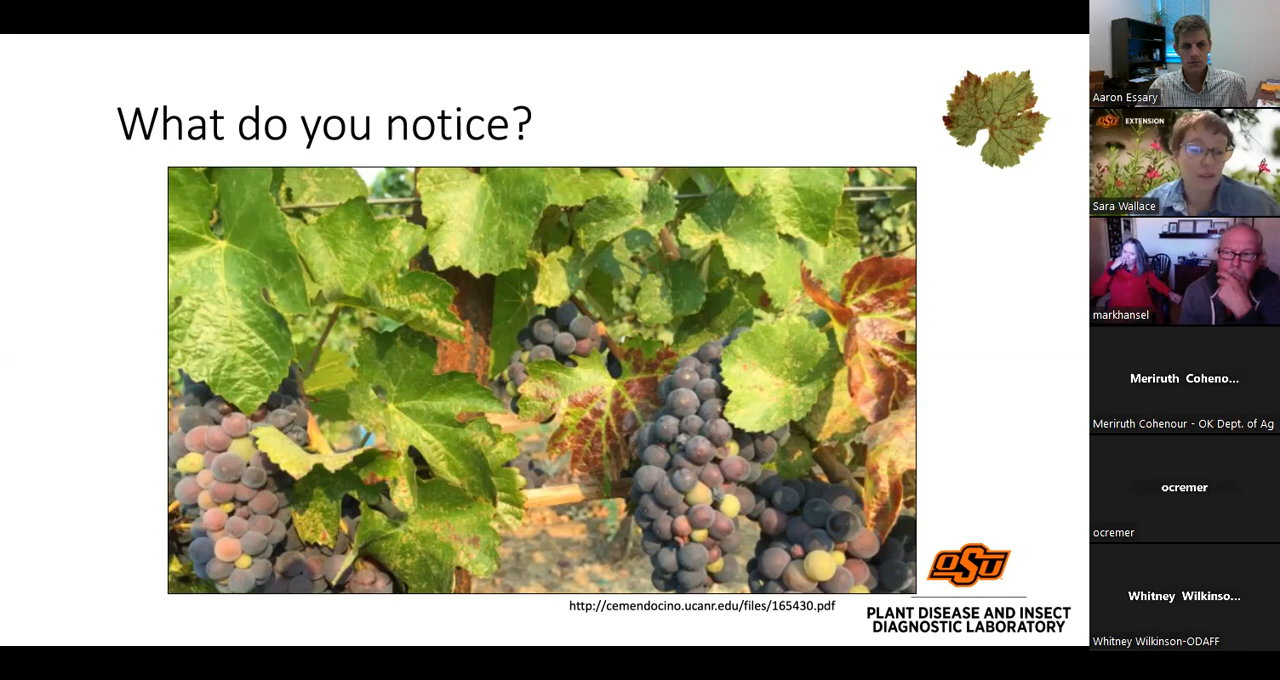 What do you notice?
http://cemendocino.ucanr.edu/files/165430.pdf
OSU
PLANT DISEASE AND INSECT
DIAGNOSTIC LABORATORY
Aaron Essary
OSU EXTENSION
Sara Wallace
markhansel
Meriruth Coheno...
Meriruth Cohenour - OK Dept. of Ag
ocremer
ocremer
Whitney Wilkinso...
Whitney Wilkinson-ODAFF